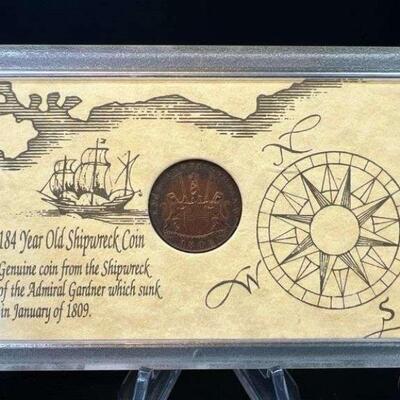 N
184 Year Old Shipwreck Coin
Genuine coin from the Shipwreck
of the Admiral Gardner which sunk
in January of 1809.
1808
W
S